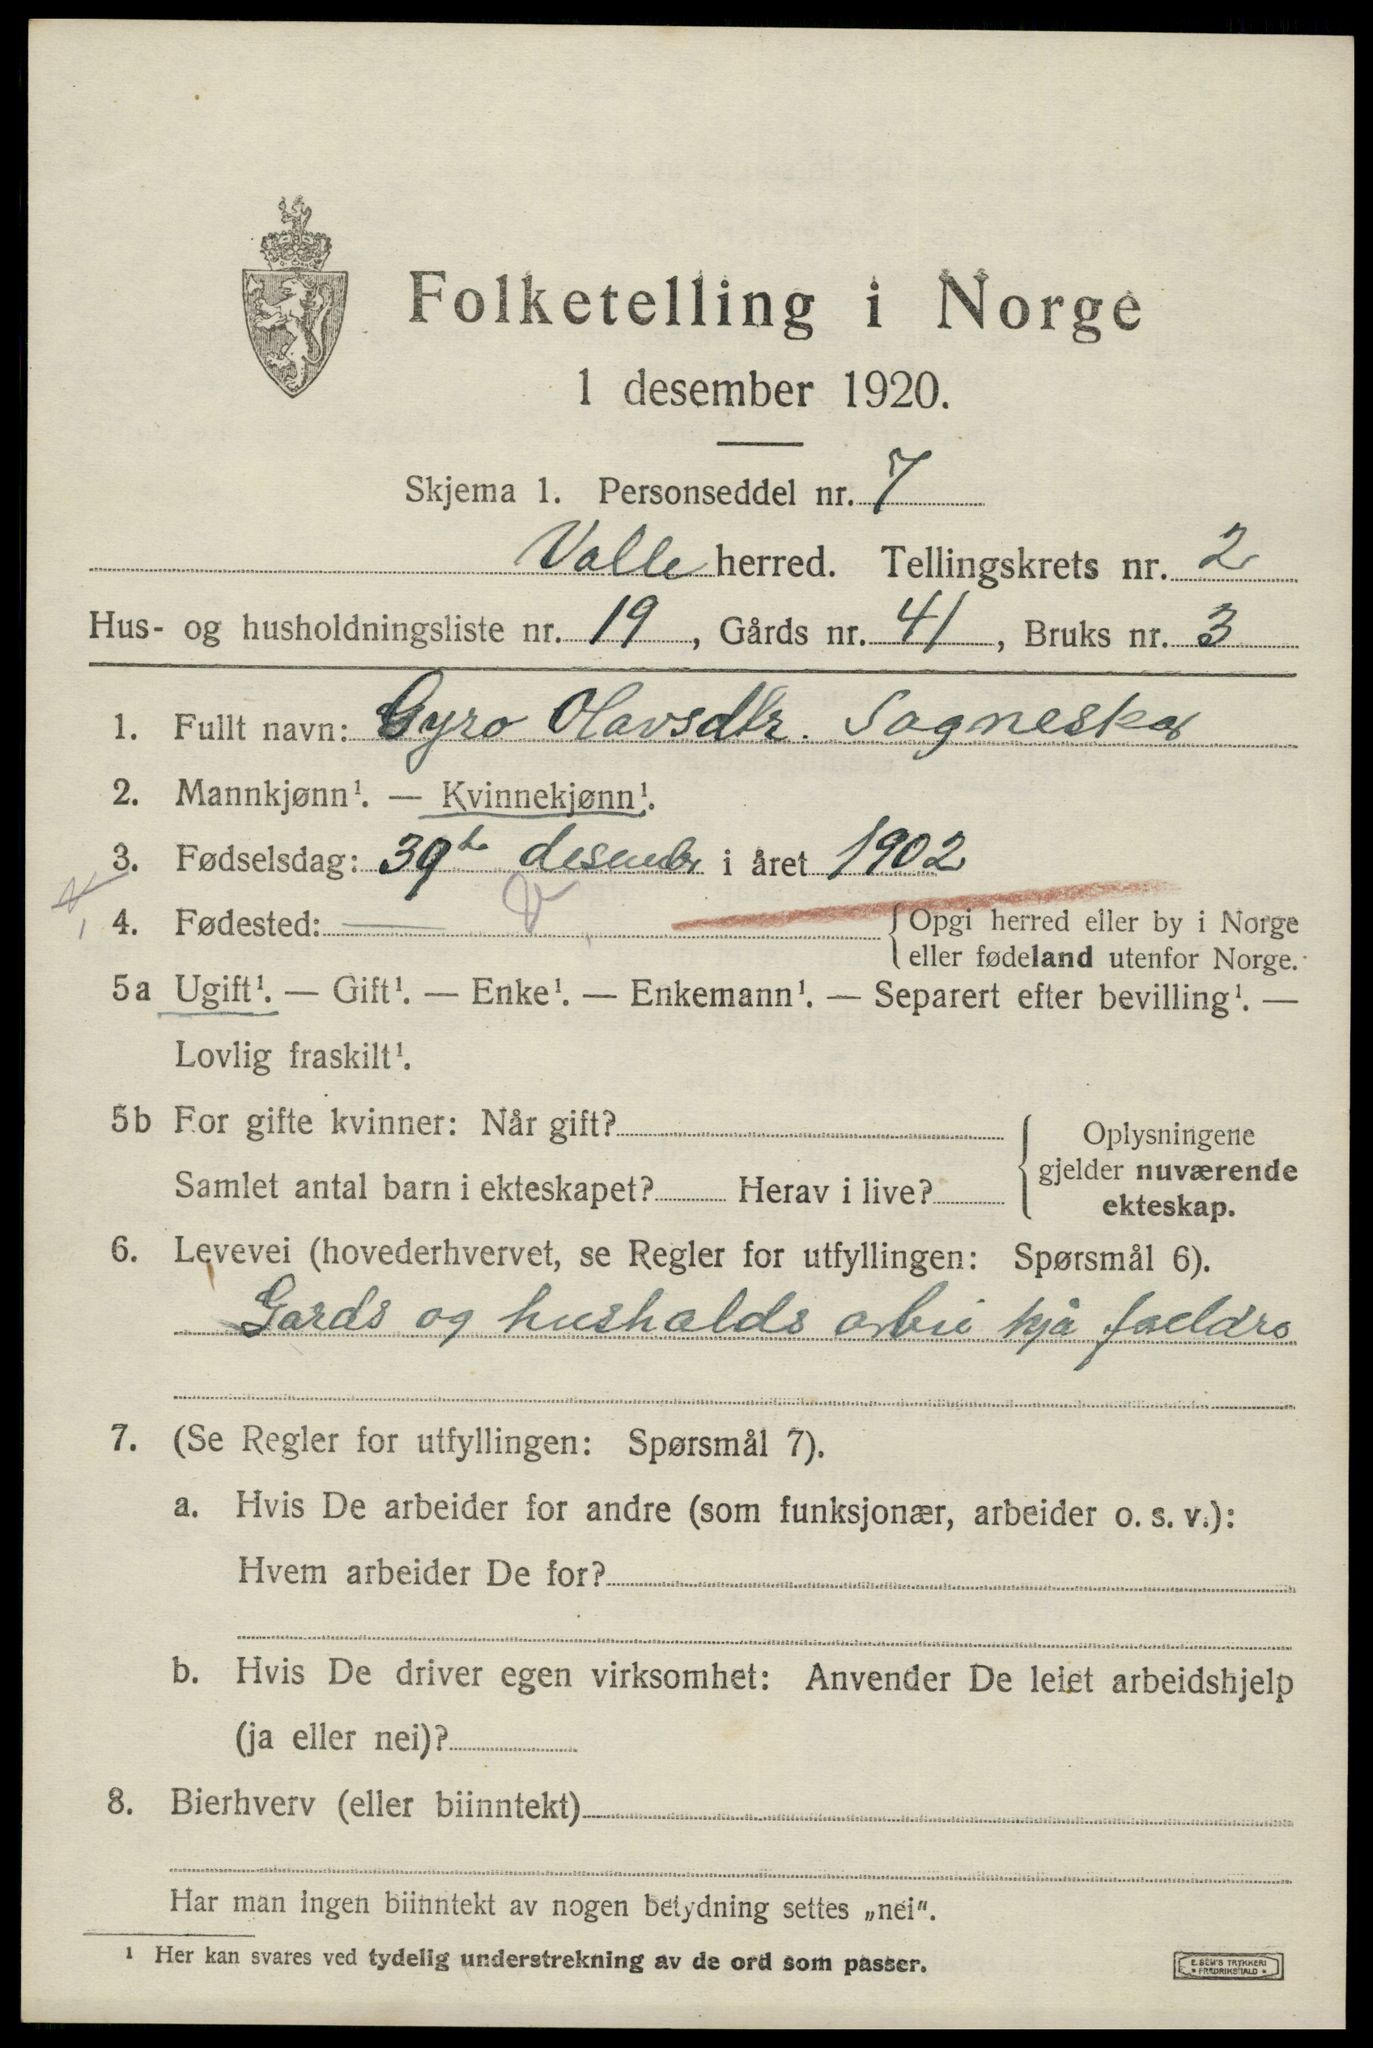 Folketelling i Norge
1 desember 1920.
Skjema 1. Personseddel nr. 7
Valle herred. Tellingskrets nr. 2
Hus- og husholdningsliste nr. 19, Gårds nr. 41, Bruks nr. 3
1. Fullt navn: Gyro Olavsdtr. Sagneskar
2. Mannkjønn¹. — Kvinnekjønn¹.
3. Fødselsdag: desembr i året 1902
4. Fødested: — V. {Opgi herred eller by i Norge
eller fødeland utenfor Norge.
5a Ugift¹. — Gift¹. — Enke¹. — Enkemann¹. — Separert efter bevilling¹. —
Lovlig fraskilt¹.
5b For gifte kvinner: Når gift?
Samlet antal barn i ekteskapet? Herav i live?
{Oplysningene
gjelder nuværende
ekteskap.
6. Levevei (hovederhvervet, se Regler for utfyllingen: Spørsmål 6).
Gards og hushalds arbei hjå foeldro
7. (Se Regler for utfyllingen: Spørsmål 7).
a. Hvis De arbeider for andre (som funksjonær, arbeider o. s. v.):
Hvem arbeider De for?
b. Hvis De driver egen virksomhet: Anvender De leiet arbeidshjelp
(ja eller nei)?
8. Bierhverv (eller biinntekt)
Har man ingen biinntekt av nogen betydning settes „nei".
¹ Her kan svares ved tydelig understrekning av de ord som passer.
E. SEM'S TRYKKERI
• FREDRIKSHALD •